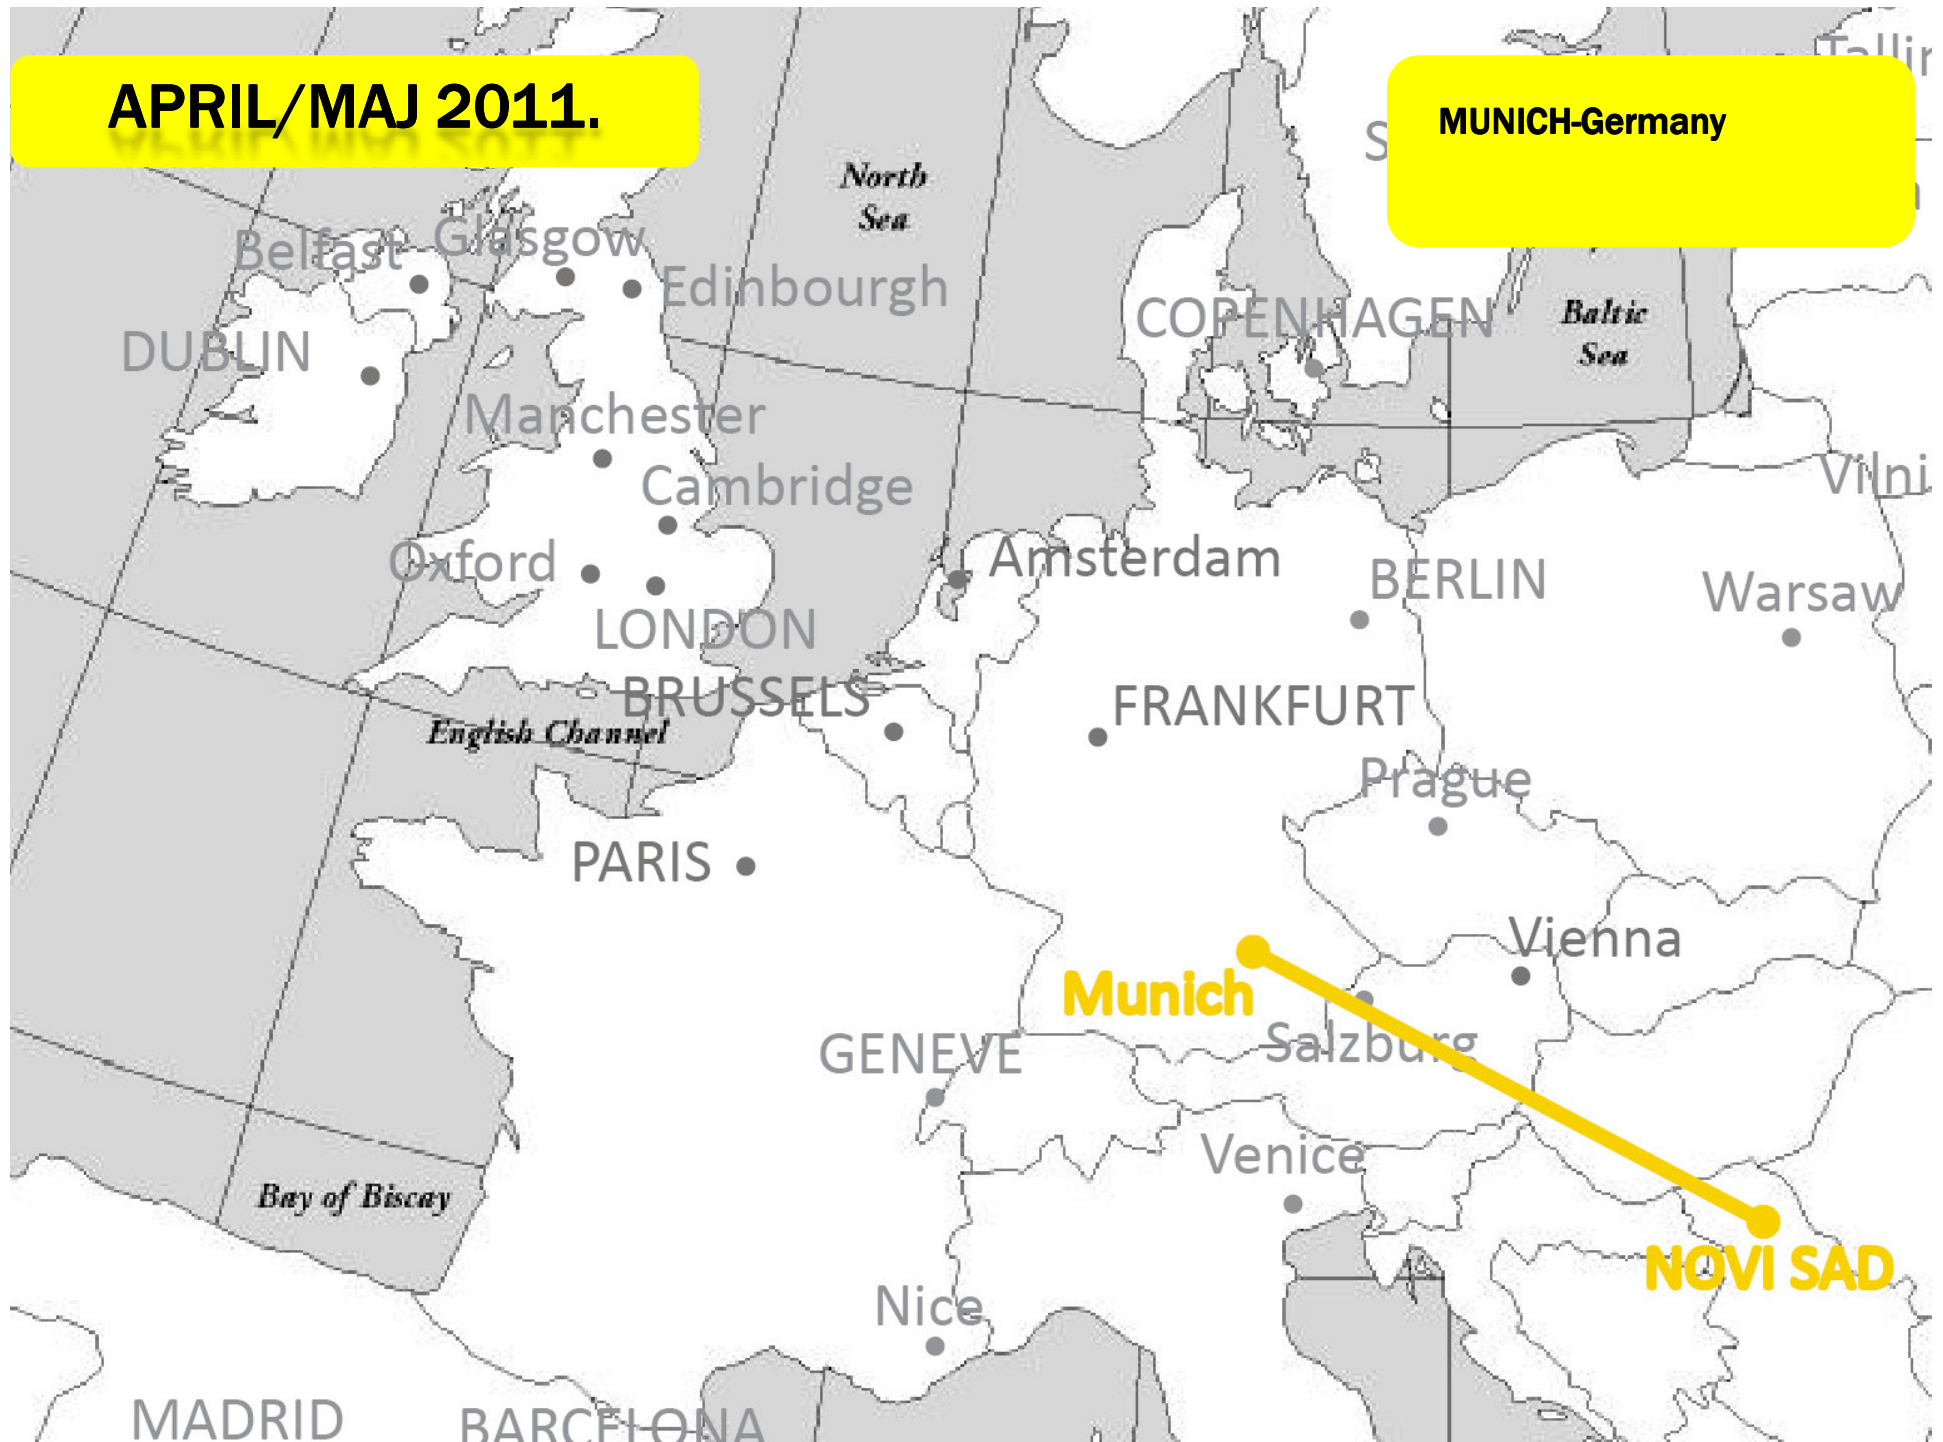 APRIL/MAJ 2011.
MUNICH-Germany
North
Sea
Belfast
Glasgow
Edinbourgh
DUBLIN
COPENHAGEN
Baltic
Sea
Manchester
Cambridge
Oxford
Amsterdam
BERLIN
Warsaw
LONDON
BRUSSELS
English Channel
FRANKFURT
Prague
PARIS
Vienna
Munich
Salzburg
GENEVE
Venice
Bay of Biscay
NOVI SAD
Nice
MADRID
BARCELONA